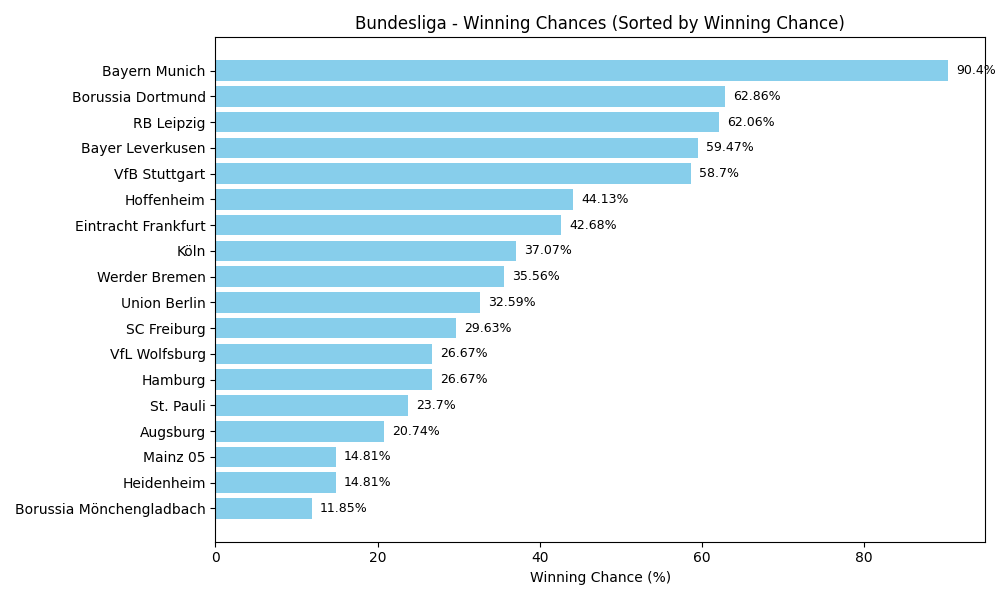 Bundesliga - Winning Chances (Sorted by Winning Chance)
Bayern Munich 90.4%
Borussia Dortmund 62.86%
RB Leipzig 62.06%
Bayer Leverkusen 59.47%
VfB Stuttgart 58.7%
Hoffenheim 44.13%
Eintracht Frankfurt 42.68%
Köln 37.07%
Werder Bremen 35.56%
Union Berlin 32.59%
SC Freiburg 29.63%
VfL Wolfsburg 26.67%
Hamburg 26.67%
St. Pauli 23.7%
Augsburg 20.74%
Mainz 05 14.81%
Heidenheim 14.81%
Borussia Mönchengladbach 11.85%
0 20 40 60 80
Winning Chance (%)